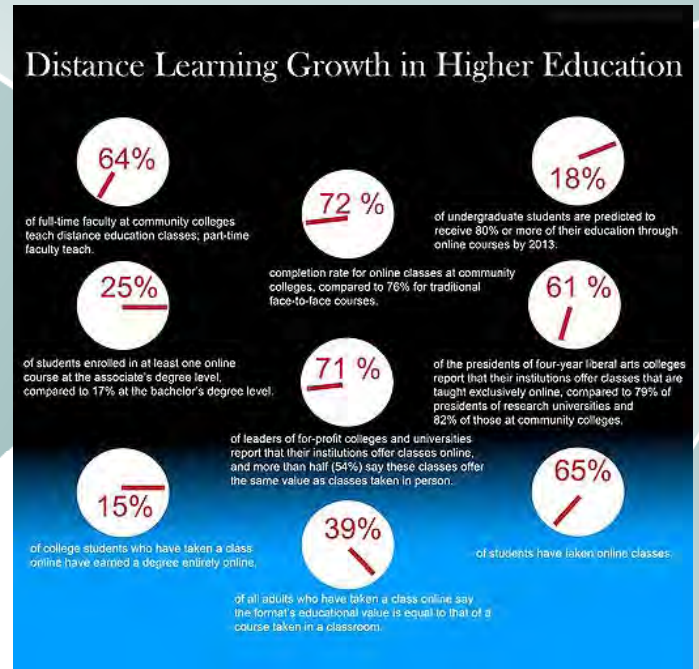 Distance Learning Growth in Higher Education
64%
of full-time faculty at community colleges
teach distance education classes; part-time
faculty teach.
72 %
completion rate for online classes at community
colleges, compared to 76% for traditional
face-to-face courses.
18%
of undergraduate students are predicted to
receive 80% or more of their education through
online courses by 2013.
25%
of students enrolled in at least one online
course at the associate's degree level,
compared to 17% at the bachelor's degree level.
71 %
of leaders of for-profit colleges and universities
report that their institutions offer classes online,
and more than half (54%) say these classes offer
the same value as classes taken in person.
61 %
of the presidents of four-year liberal arts colleges
report that their institutions offer classes that are
taught exclusively online, compared to 79% of
presidents of research universities and
82% of those at community colleges.
15%
of college students who have taken a class
online have earned a degree entirely online.
39%
of all adults who have taken a class online say
the format's educational value is equal to that of a
course taken in a classroom.
65%
of students have taken online classes.